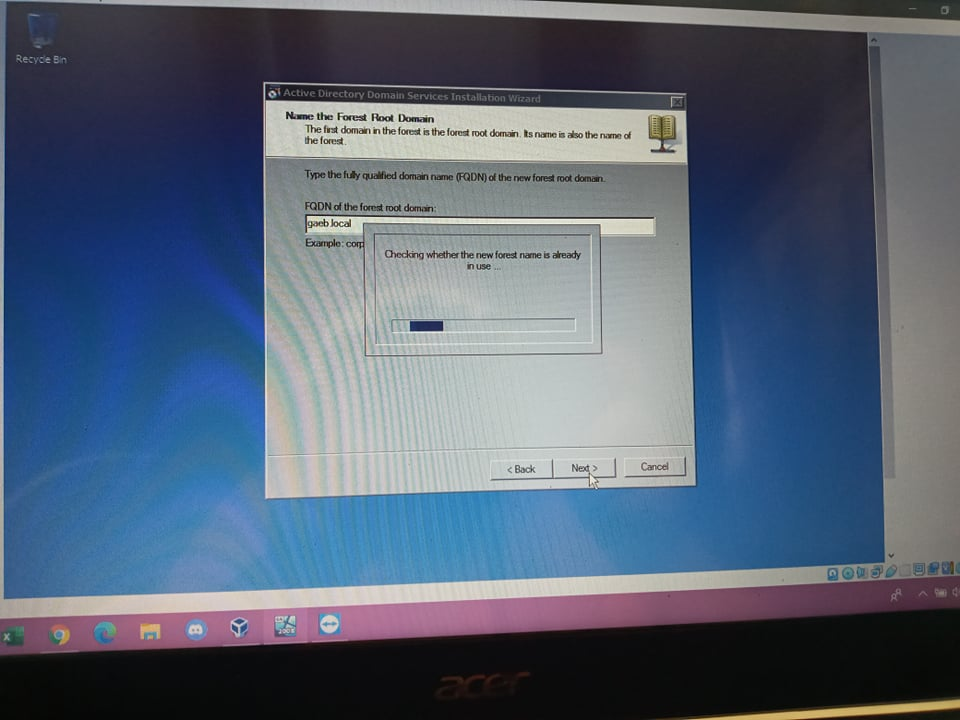 Recycle Bin
Active Directory Domain Services Installation Wizard
Name the Forest Root Domain
The first domain in the forest is the forest root domain. Its name is also the name of
the forest.
Type the fully qualified domain name (FQDN) of the new forest root domain.
FQDN of the forest root domain:
gaeb.local
Example: corp
Checking whether the new forest name is already
in use ...
< Back
Next >
Cancel
2008
acer